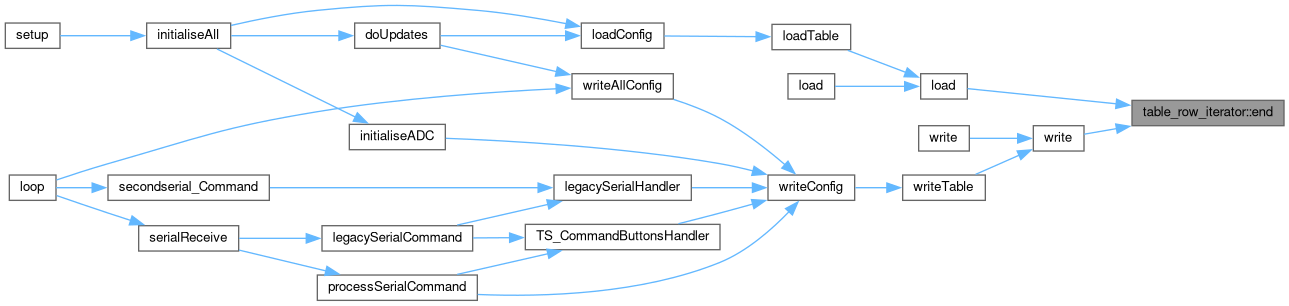 setup
initialiseAll
doUpdates
loadConfig
loadTable
load
load
writeAllConfig
table_row_iterator::end
initialiseADC
write
write
loop
secondserial_Command
legacySerialHandler
writeConfig
writeTable
serialReceive
legacySerialCommand
TS_CommandButtonsHandler
processSerialCommand